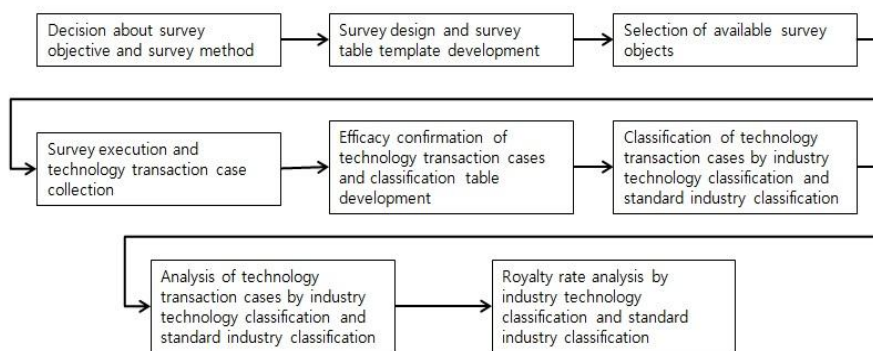 Decision about survey
objective and survey method
Survey design and survey
table template development
Selection of available survey
objects
Survey execution and
technology transaction case
collection
Efficacy confirmation of
technology transaction cases
and classification table
development
Classification of technology
transaction cases by industry
technology classification and
standard industry classification
Analysis of technology
transaction cases by industry
technology classification and
standard industry classification
Royalty rate analysis by
industry technology
classification and standard
industry classification